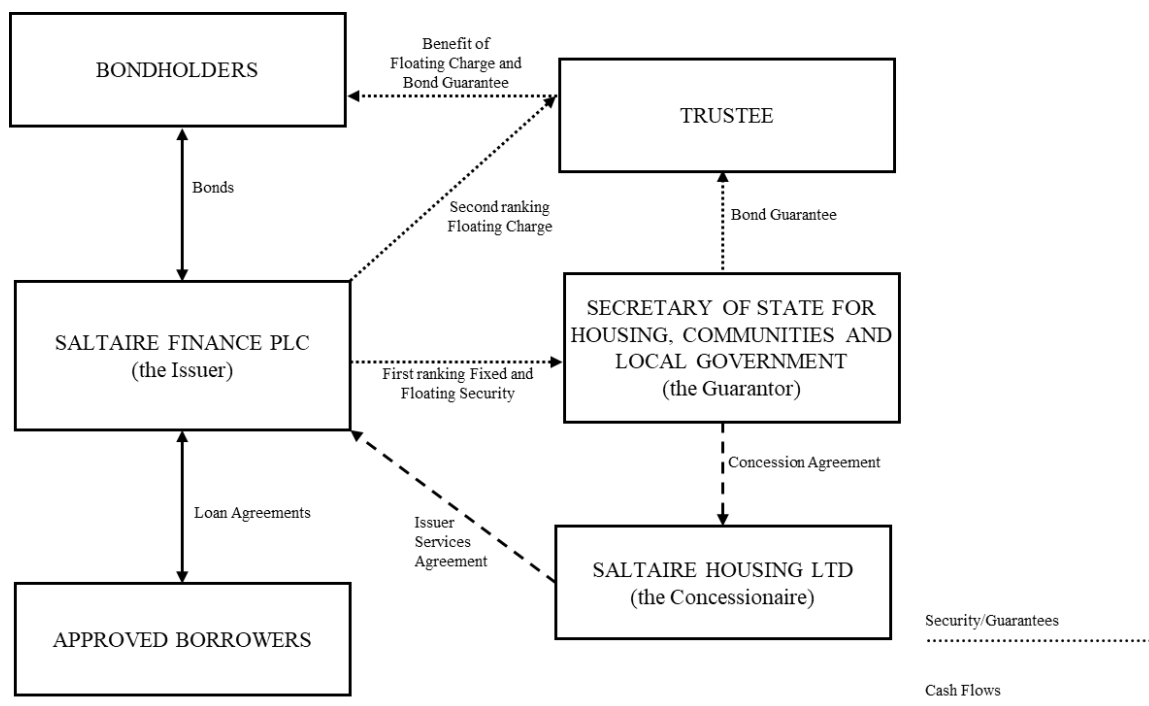 BONDHOLDERS
Benefit of
Floating Charge and
Bond Guarantee
TRUSTEE
Bonds
Second ranking
Floating Charge
Bond Guarantee
SALTAIRE FINANCE PLC
(the Issuer)
First ranking Fixed and
Floating Security
SECRETARY OF STATE FOR
HOUSING, COMMUNITIES AND
LOCAL GOVERNMENT
(the Guarantor)
Concession Agreement
Loan Agreements
Issuer
Services
Agreement
SALTAIRE HOUSING LTD
(the Concessionaire)
APPROVED BORROWERS
Security/Guarantees
Cash Flows